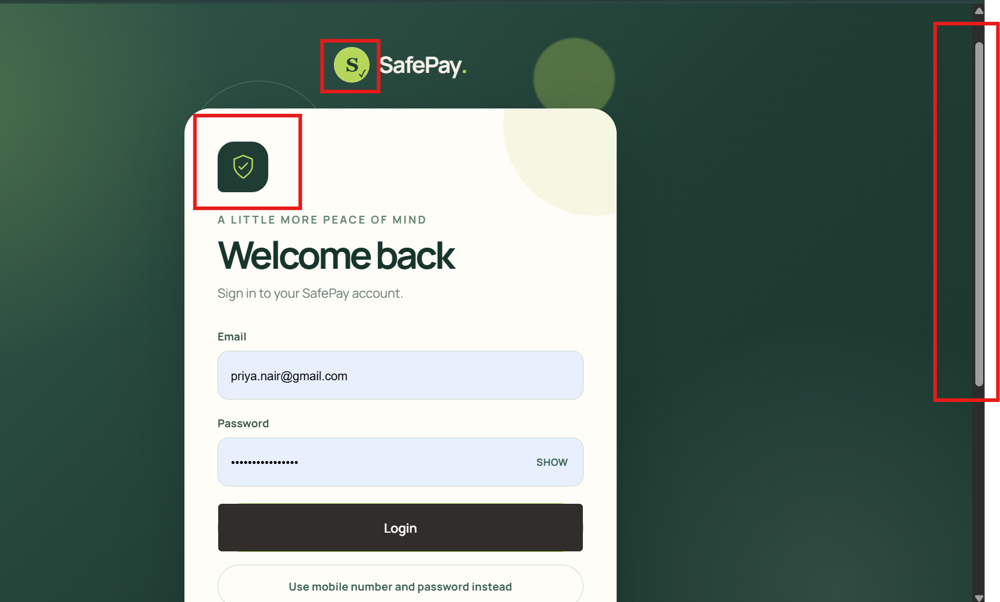 S SafePay.
A LITTLE MORE PEACE OF MIND
Welcome back
Sign in to your SafePay account.
Email
priya.nair@gmail.com
Password
••••••••••••••••
SHOW
Login
Use mobile number and password instead